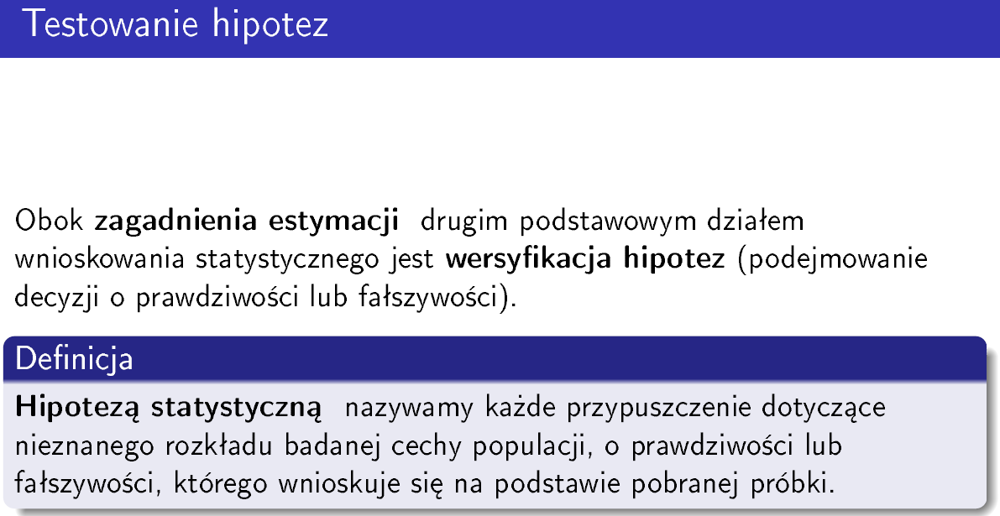 Testowanie hipotez
Obok zagadnienia estymacji drugim podstawowym działem
wnioskowania statystycznego jest wersyfikacja hipotez (podejmowanie
decyzji o prawdziwości lub fałszywości).
Definicja
Hipotezą statystyczną nazywamy każde przypuszczenie dotyczące
nieznanego rozkładu badanej cechy populacji, o prawdziwości lub
fałszywości, którego wnioskuje się na podstawie pobranej próbki.